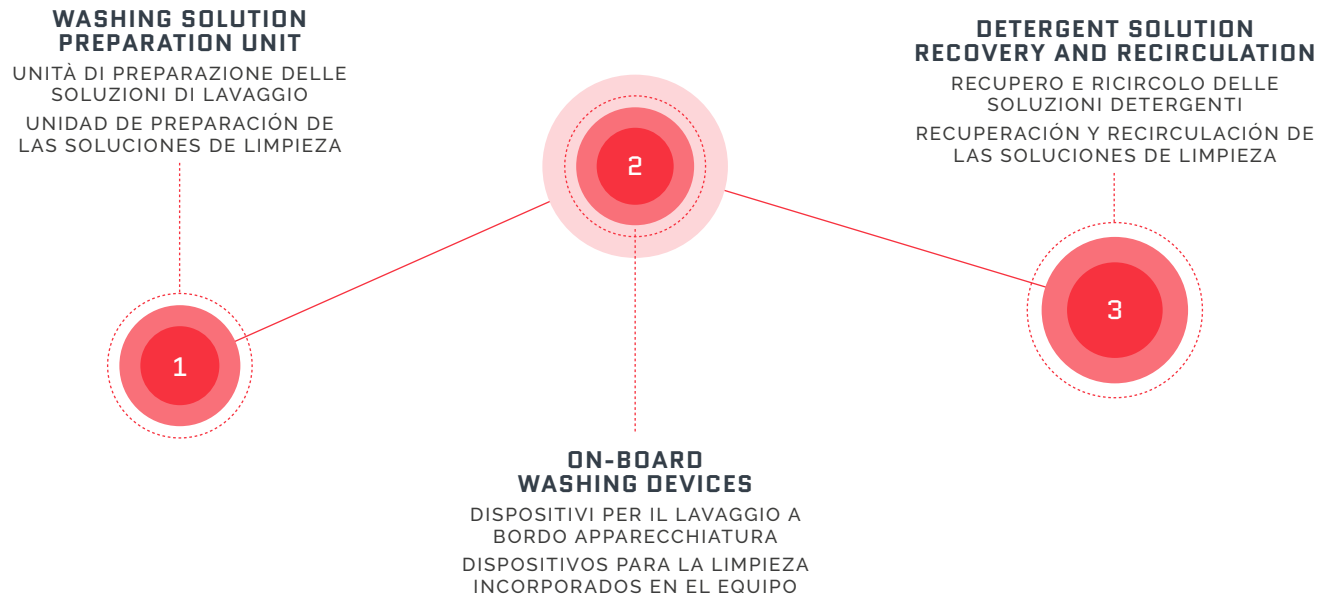 WASHING SOLUTION
PREPARATION UNIT
UNITÀ DI PREPARAZIONE DELLE
SOLUZIONI DI LAVAGGIO
UNIDAD DE PREPARACIÓN DE
LAS SOLUCIONES DE LIMPIEZA
1
2
ON-BOARD
WASHING DEVICES
DISPOSITIVI PER IL LAVAGGIO A
BORDO APPARECCHIATURA
DISPOSITIVOS PARA LA LIMPIEZA
INCORPORADOS EN EL EQUIPO
DETERGENT SOLUTION
RECOVERY AND RECIRCULATION
RECUPERO E RICIRCOLO DELLE
SOLUZIONI DETERGENTI
RECUPERACIÓN Y RECIRCULACIÓN DE
LAS SOLUCIONES DE LIMPIEZA
3